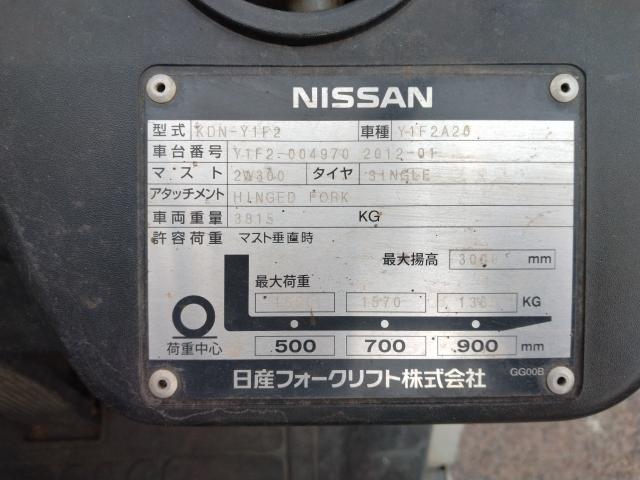 NISSAN
型式 KDN-Y1F2 車種 Y1F2A20
車台番号 Y1F2-004970 2012-01
マスト 2W300 タイヤ SINGLE
アタッチメント HINGED FORK
車両重量 3815 KG
許容荷重 マスト垂直時
最大揚高 mm
最大荷重
1570 KG
荷重中心 500 700 900 mm
日産フォークリフト株式会社 GG00B